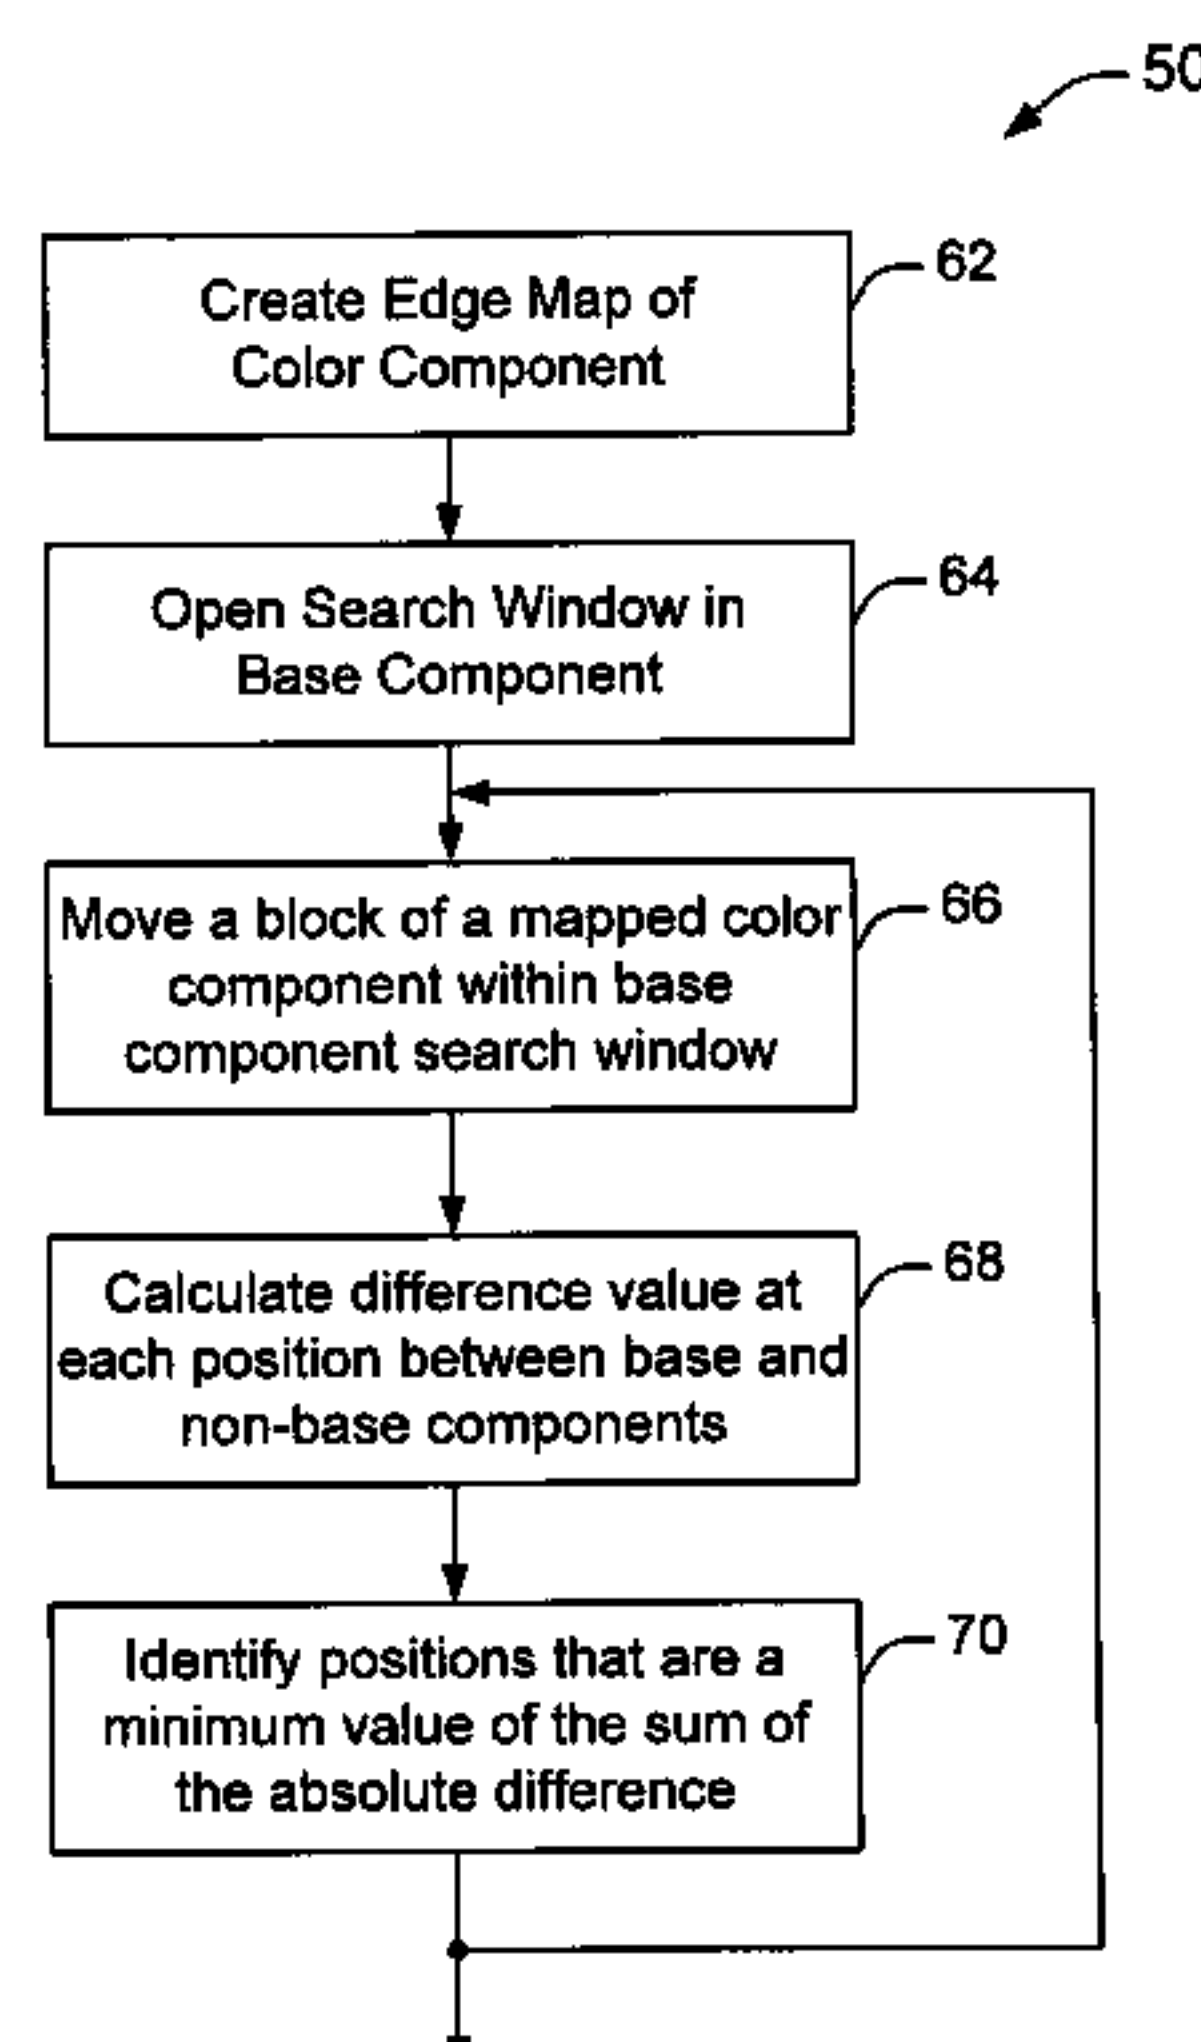 50
Create Edge Map of
Color Component
62
Open Search Window in
Base Component
64
Move a block of a mapped color
component within base
component search window
66
Calculate difference value at
each position between base and
non-base components
68
Identify positions that are a
minimum value of the sum of
the absolute difference
70